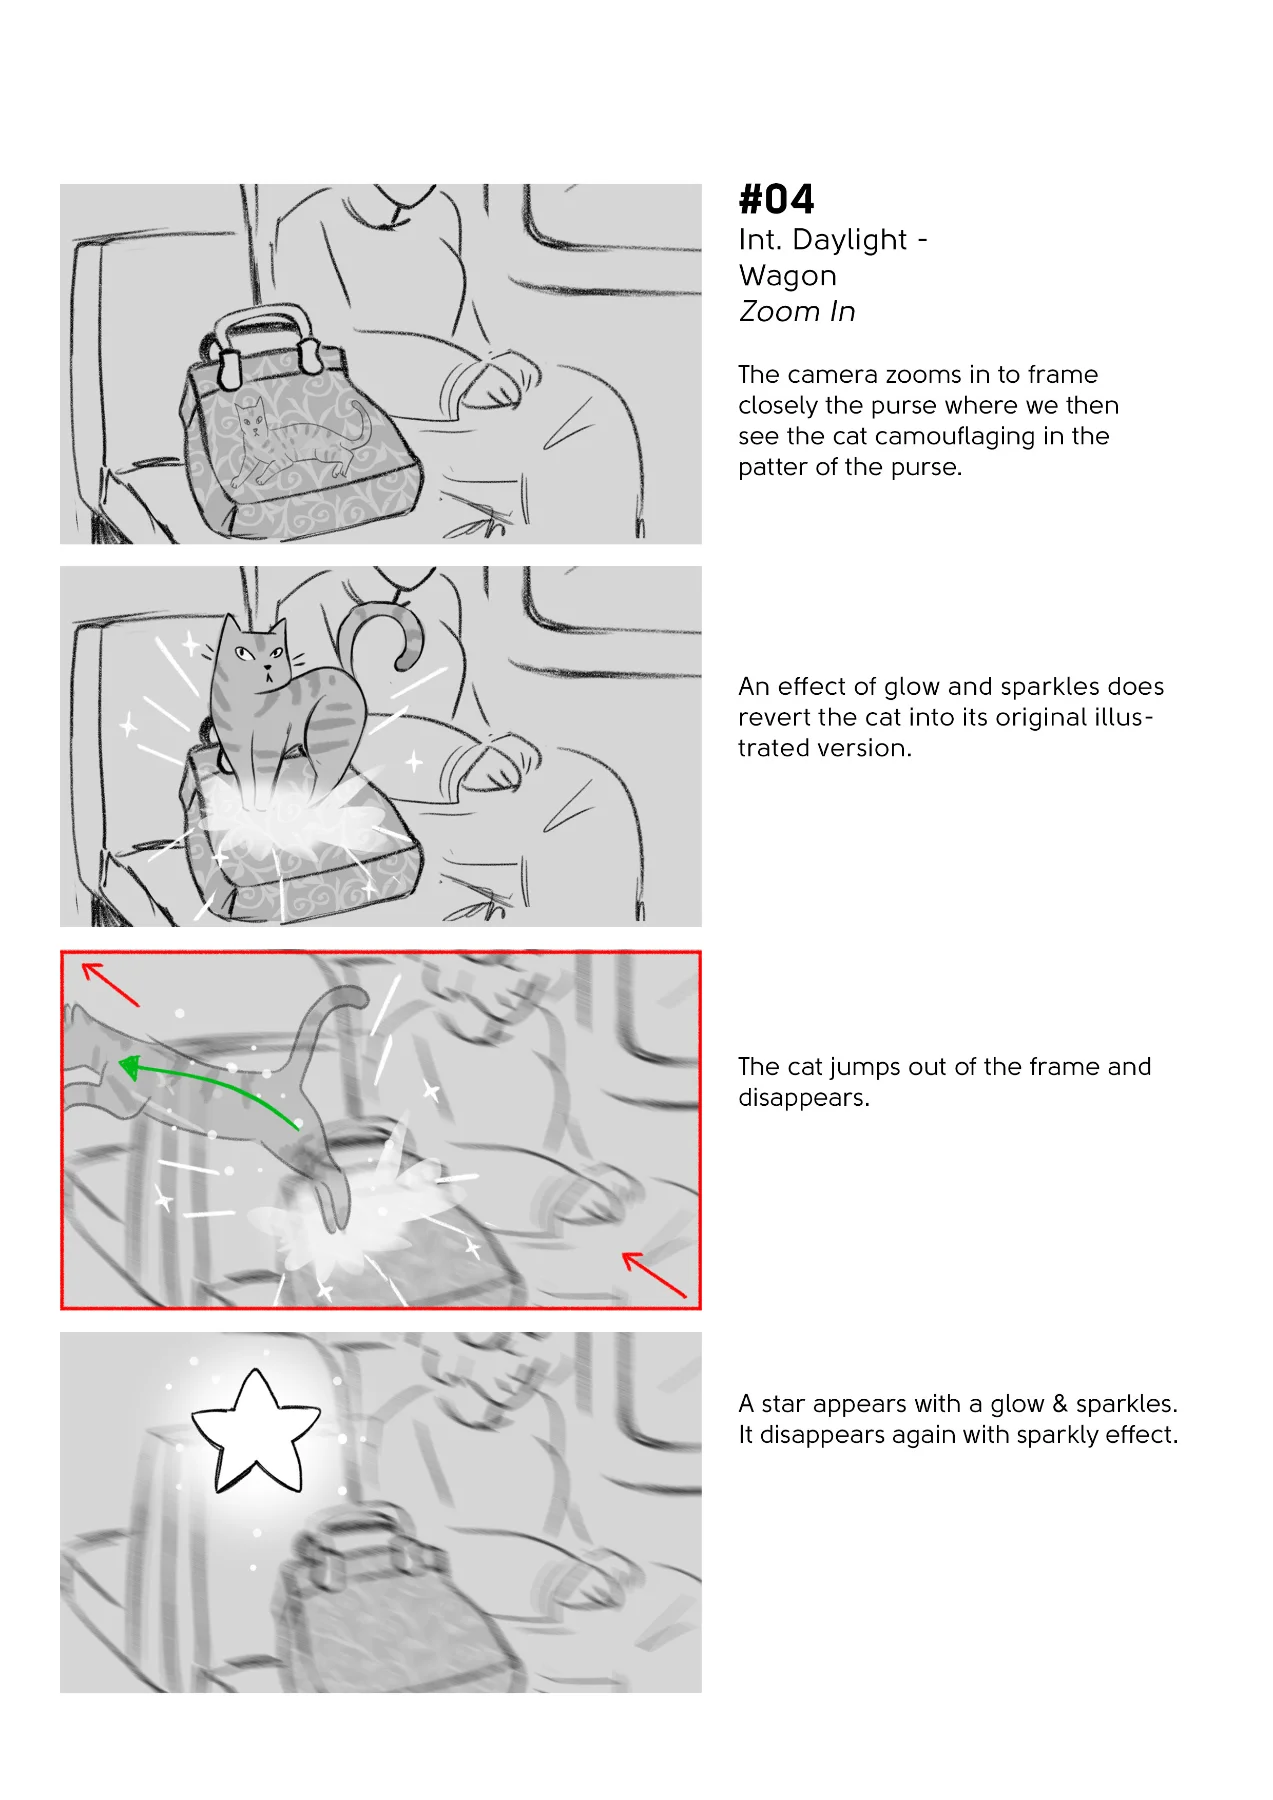 #04
Int. Daylight -
Wagon
Zoom In
The camera zooms in to frame
closely the purse where we then
see the cat camouflaging in the
patter of the purse.
An effect of glow and sparkles does
revert the cat into its original illus-
trated version.
The cat jumps out of the frame and
disappears.
A star appears with a glow & sparkles.
It disappears again with sparkly effect.